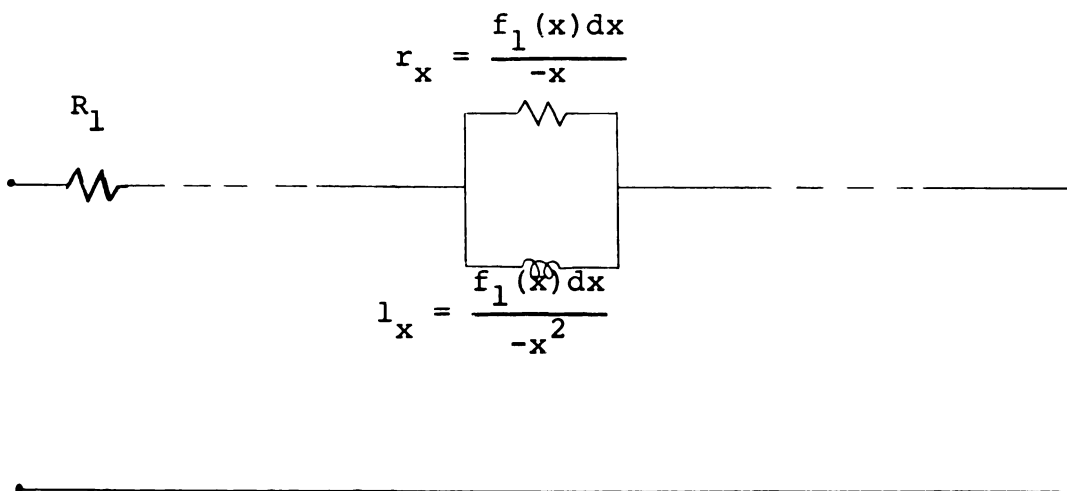 r_x = f_1(x)dx / -x
R_1
l_x = f_1(x)dx / -x^2